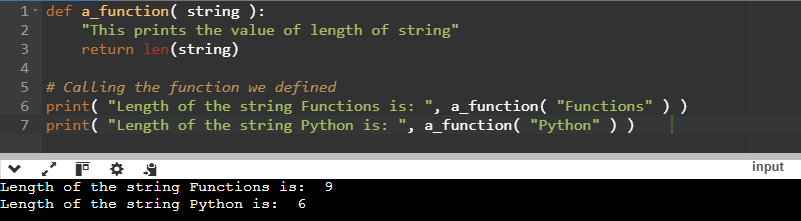 1 def a_function( string ):
2     "This prints the value of length of string"
3     return len(string)
4
5 # Calling the function we defined
6 print( "Length of the string Functions is: ", a_function( "Functions" ) )
7 print( "Length of the string Python is: ", a_function( "Python" ) )
input
Length of the string Functions is:  9
Length of the string Python is:  6